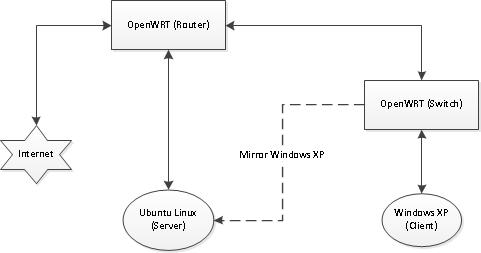 OpenWRT (Router)
OpenWRT (Switch)
Internet
Mirror Windows XP
Ubuntu Linux
(Server)
Windows XP
(Client)